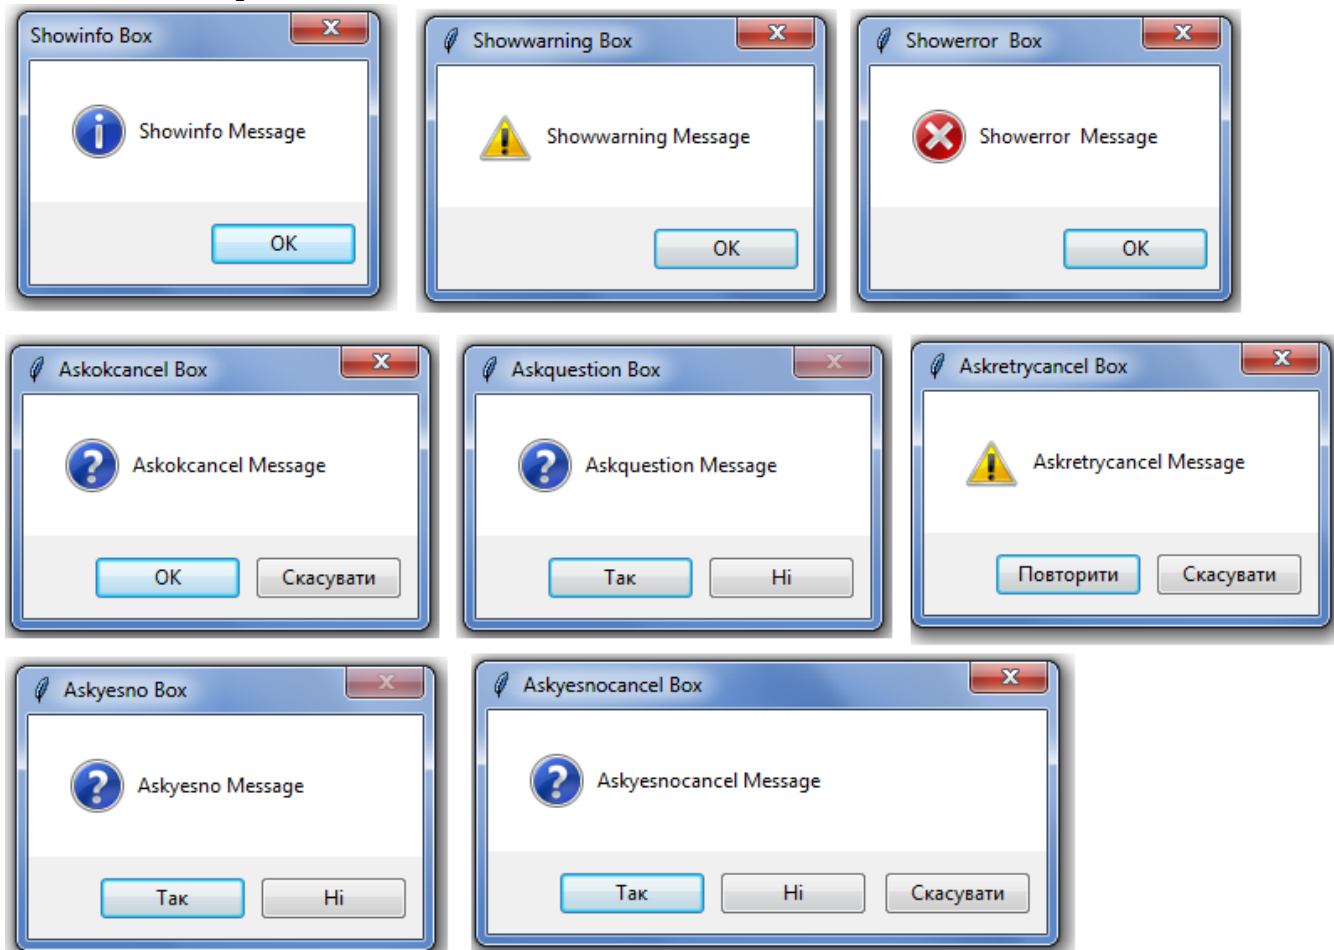 Showinfo Box
Showinfo Message
OK
Showwarning Box
Showwarning Message
OK
Showerror Box
Showerror Message
OK
Askokcancel Box
Askokcancel Message
OK Скасувати
Askquestion Box
Askquestion Message
Так Ні
Askretrycancel Box
Askretrycancel Message
Повторити Скасувати
Askyesno Box
Askyesno Message
Так Ні
Askyesnocancel Box
Askyesnocancel Message
Так Ні Скасувати